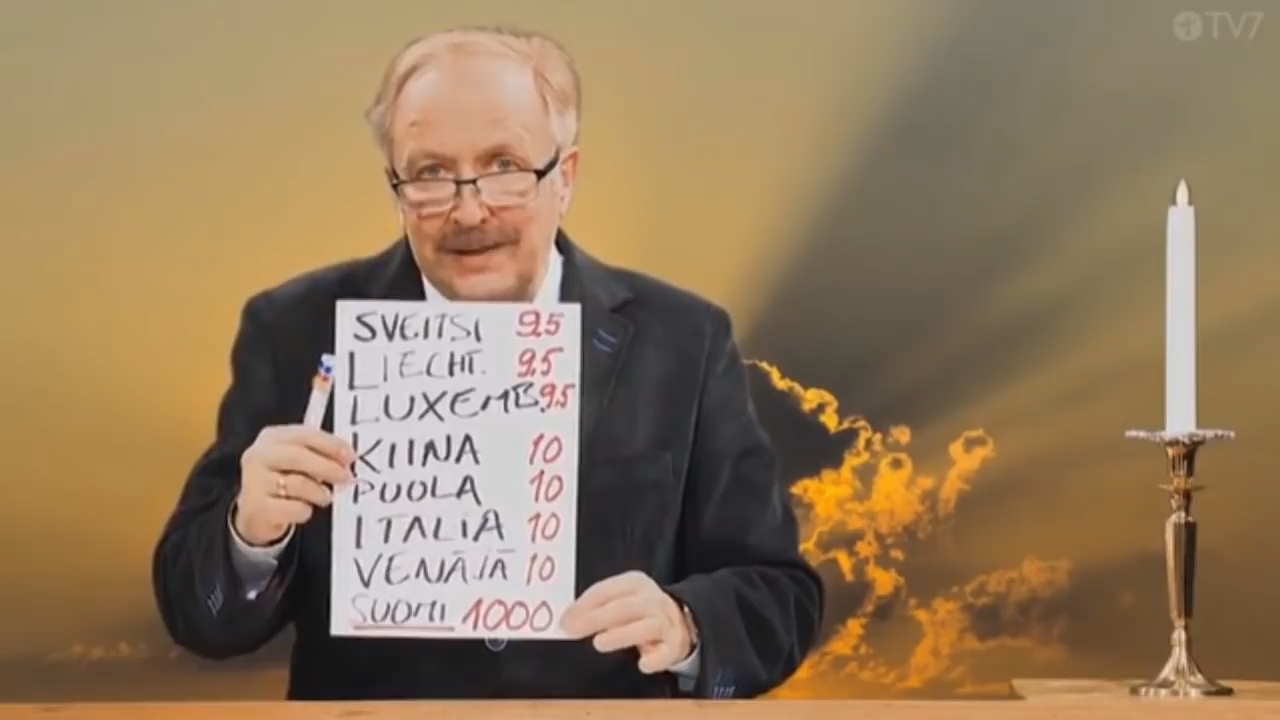 TV7
SVEITSI 9.5
LIECHT. 9.5
LUXEMB. 9.5
KIINA 10
PUOLA 10
ITALIA 10
VENÄJÄ 10
SUOMI 1000